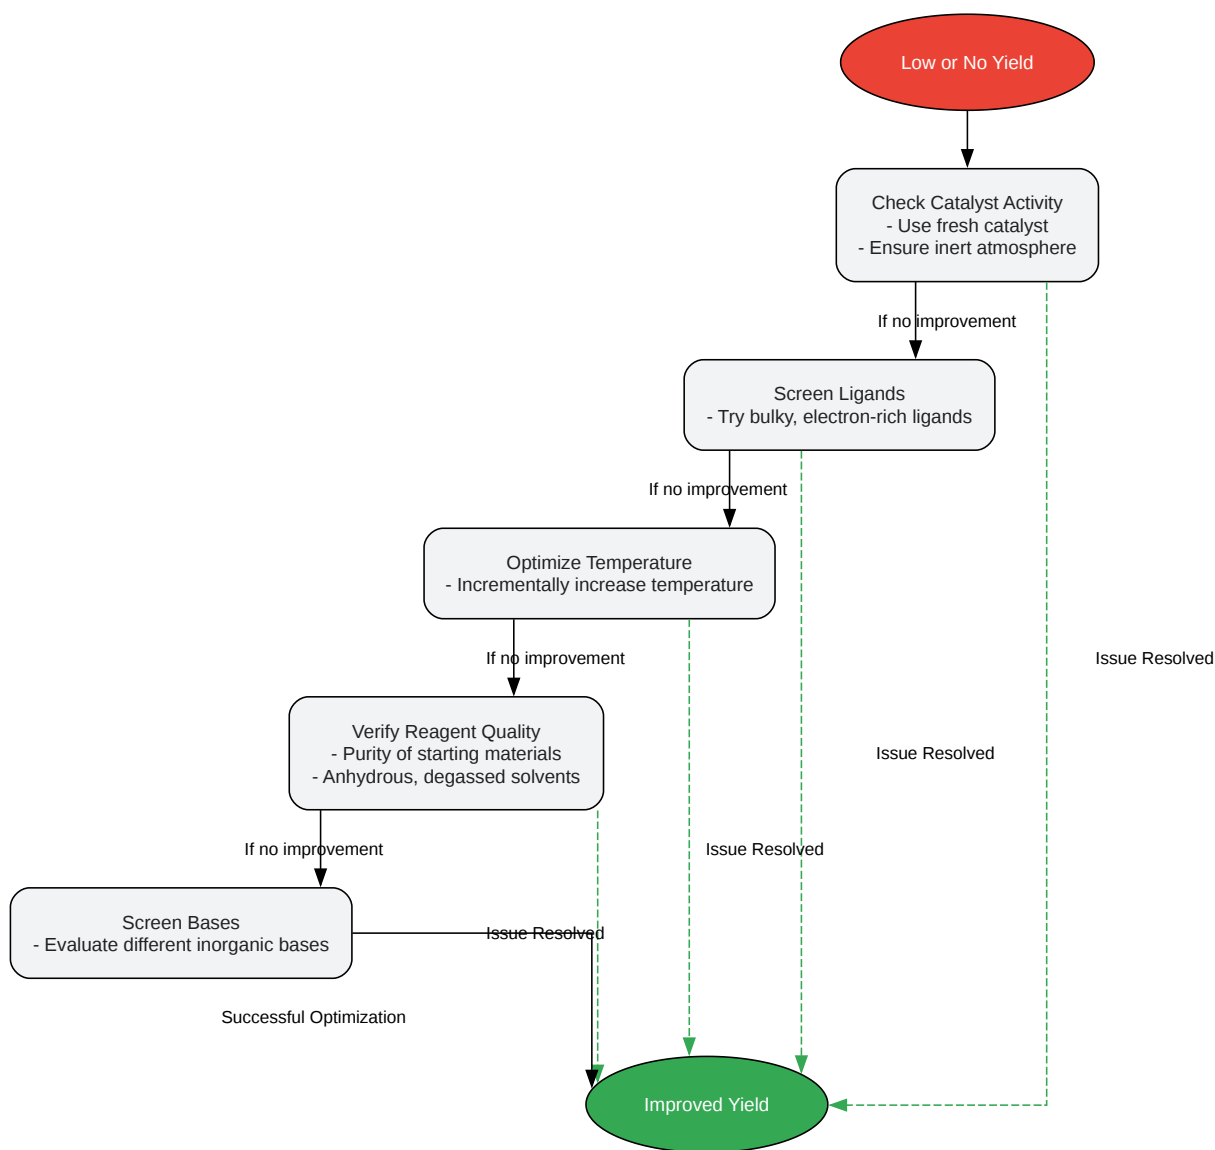 Low or No Yield
Check Catalyst Activity
- Use fresh catalyst
- Ensure inert atmosphere
If no improvement
Screen Ligands
- Try bulky, electron-rich ligands
If no improvement
Optimize Temperature
- Incrementally increase temperature
If no improvement
Issue Resolved
Verify Reagent Quality
- Purity of starting materials
- Anhydrous, degassed solvents
Issue Resolved
If no improvement
Issue Resolved
Screen Bases
- Evaluate different inorganic bases
Issue Resolved
Successful Optimization
Improved Yield